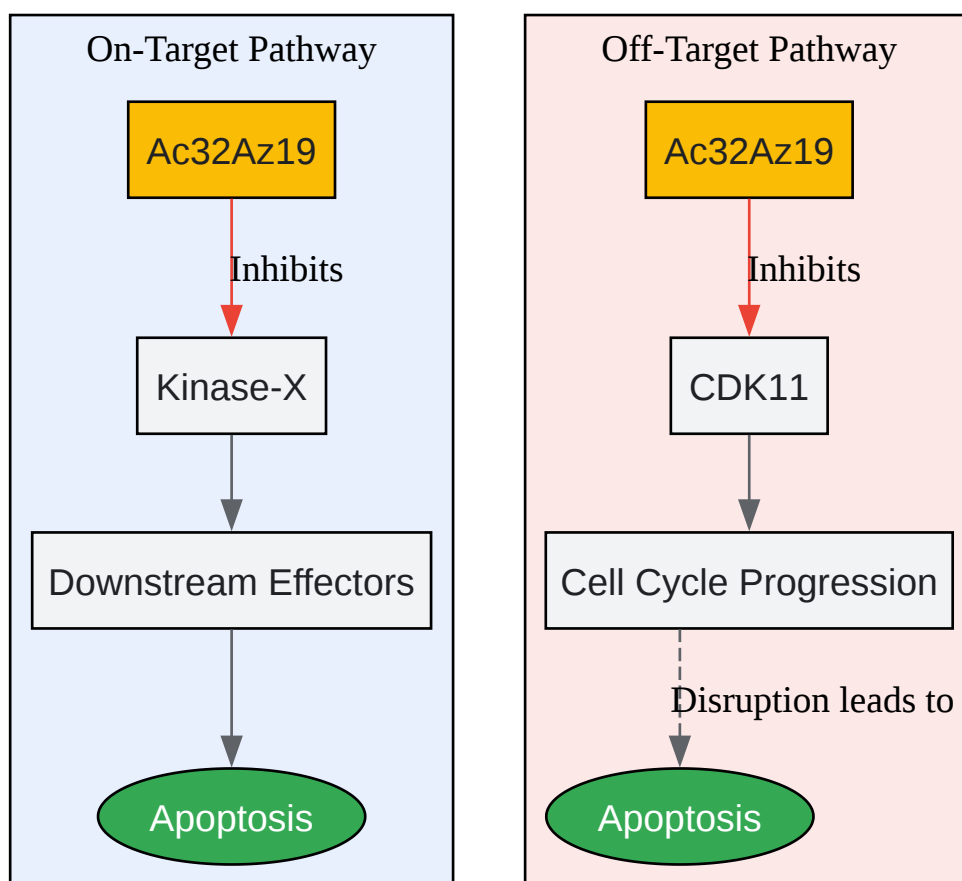 On-Target Pathway
Ac32Az19
Inhibits
Kinase-X
Downstream Effectors
Apoptosis
Off-Target Pathway
Ac32Az19
Inhibits
CDK11
Cell Cycle Progression
Disruption leads to
Apoptosis